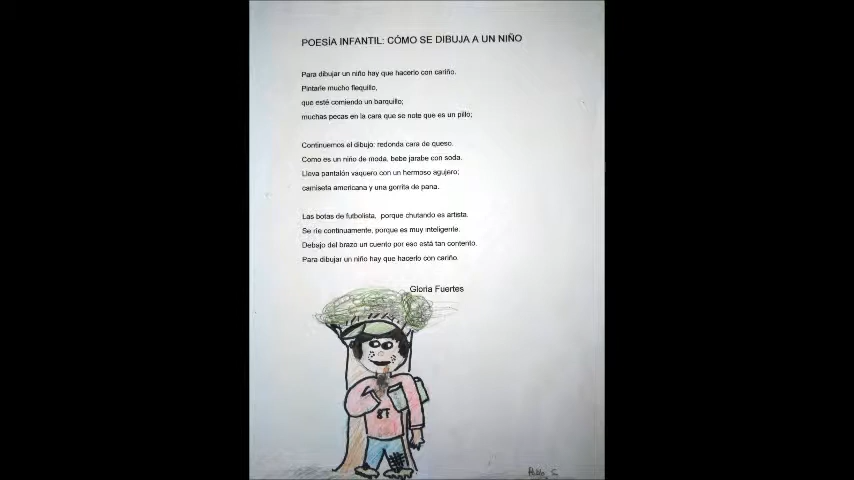 POESÍA INFANTIL: CÓMO SE DIBUJA A UN NIÑO
Para dibujar un niño hay que hacerlo con cariño.
Pintarle mucho flequillo,
que esté comiendo un barquillo;
muchas pecas en la cara que se note que es un pillo;
Continuemos el dibujo: redonda cara de queso.
Como es un niño de moda, bebe jarabe con soda.
Lleva pantalón vaquero con un hermoso agujero;
camiseta americana y una gorrita de pana.
Las botas de futbolista, porque chutando es artista.
Se ríe continuamente, porque es muy inteligente.
Debajo del brazo un cuento por eso está tan contento.
Para dibujar un niño hay que hacerlo con cariño.
Gloria Fuertes